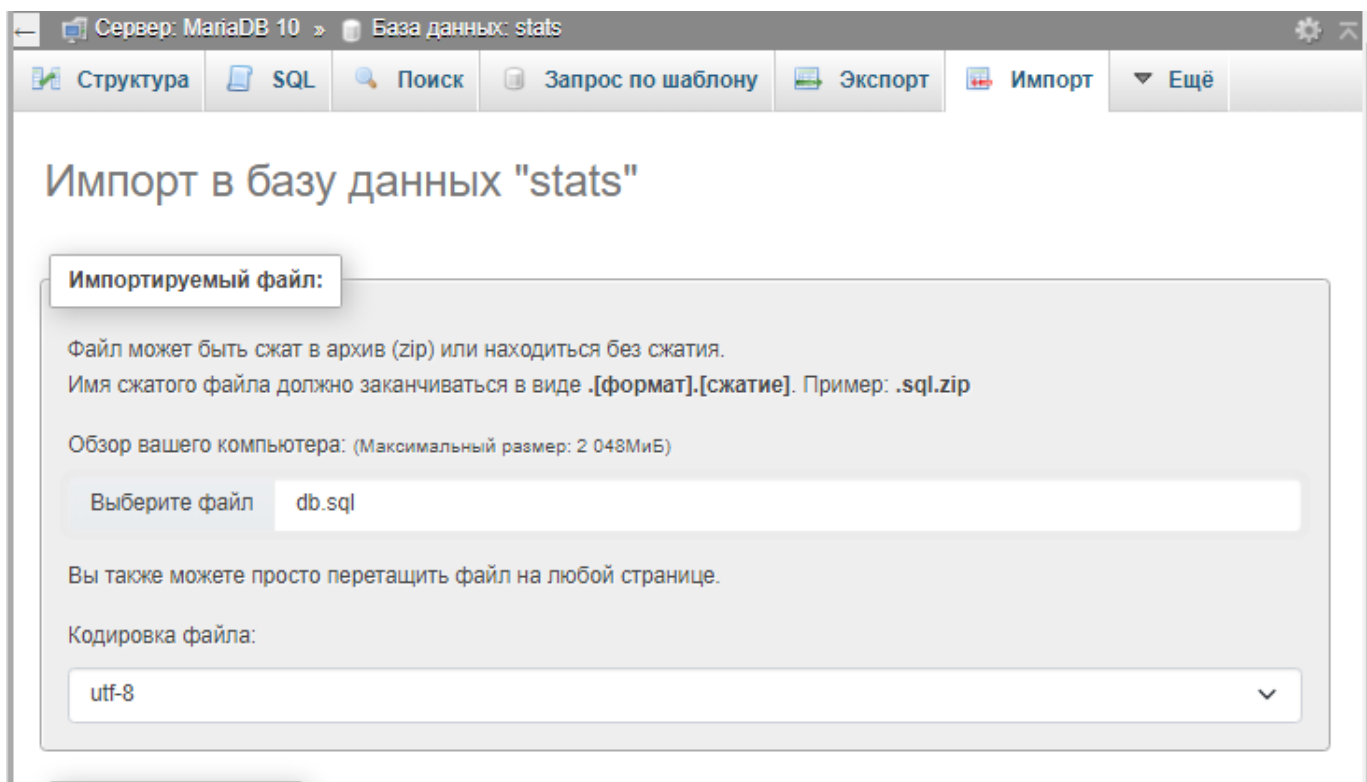 ← Сервер: MariaDB 10 » База данных: stats
Структура SQL Поиск Запрос по шаблону Экспорт Импорт Ещё
Импорт в базу данных "stats"
Импортируемый файл:
Файл может быть сжат в архив (zip) или находиться без сжатия.
Имя сжатого файла должно заканчиваться в виде .[формат].[сжатие]. Пример: .sql.zip
Обзор вашего компьютера: (Максимальный размер: 2 048МиБ)
Выберите файл db.sql
Вы также можете просто перетащить файл на любой странице.
Кодировка файла:
utf-8